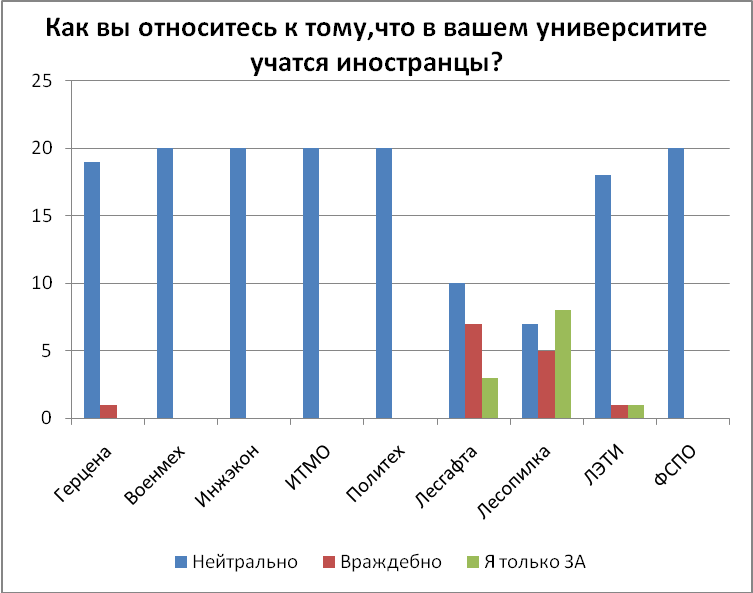 Как вы относитесь к тому,что в вашем университите
учатся иностранцы?
25
20
15
10
5
0
Герцена
Военмех
Инжэкон
ИТМО
Политех
Лесгафта
Лесопилка
ЛЭТИ
ФСПО
Нейтрально Враждебно Я только ЗА